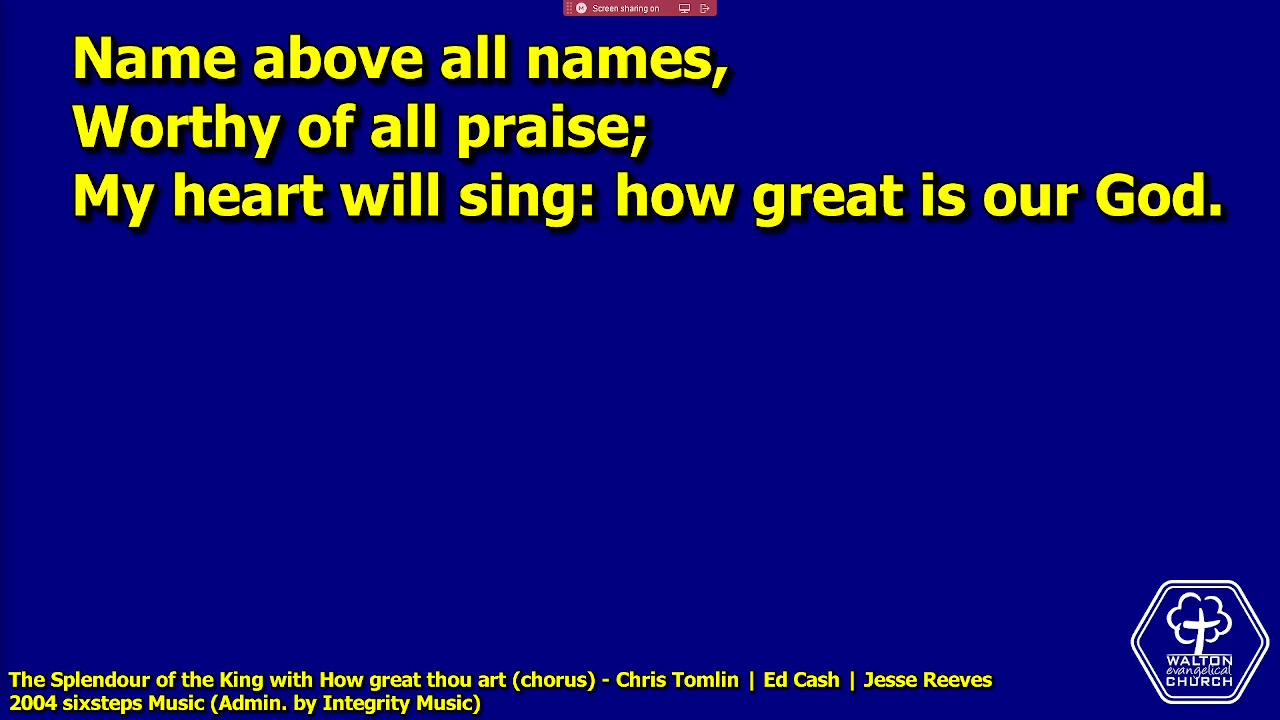 Screen sharing on
Name above all names,
Worthy of all praise;
My heart will sing: how great is our God.
The Splendour of the King with How great thou art (chorus) - Chris Tomlin | Ed Cash | Jesse Reeves
2004 sixsteps Music (Admin. by Integrity Music)
WALTON
evangelical
CHURCH